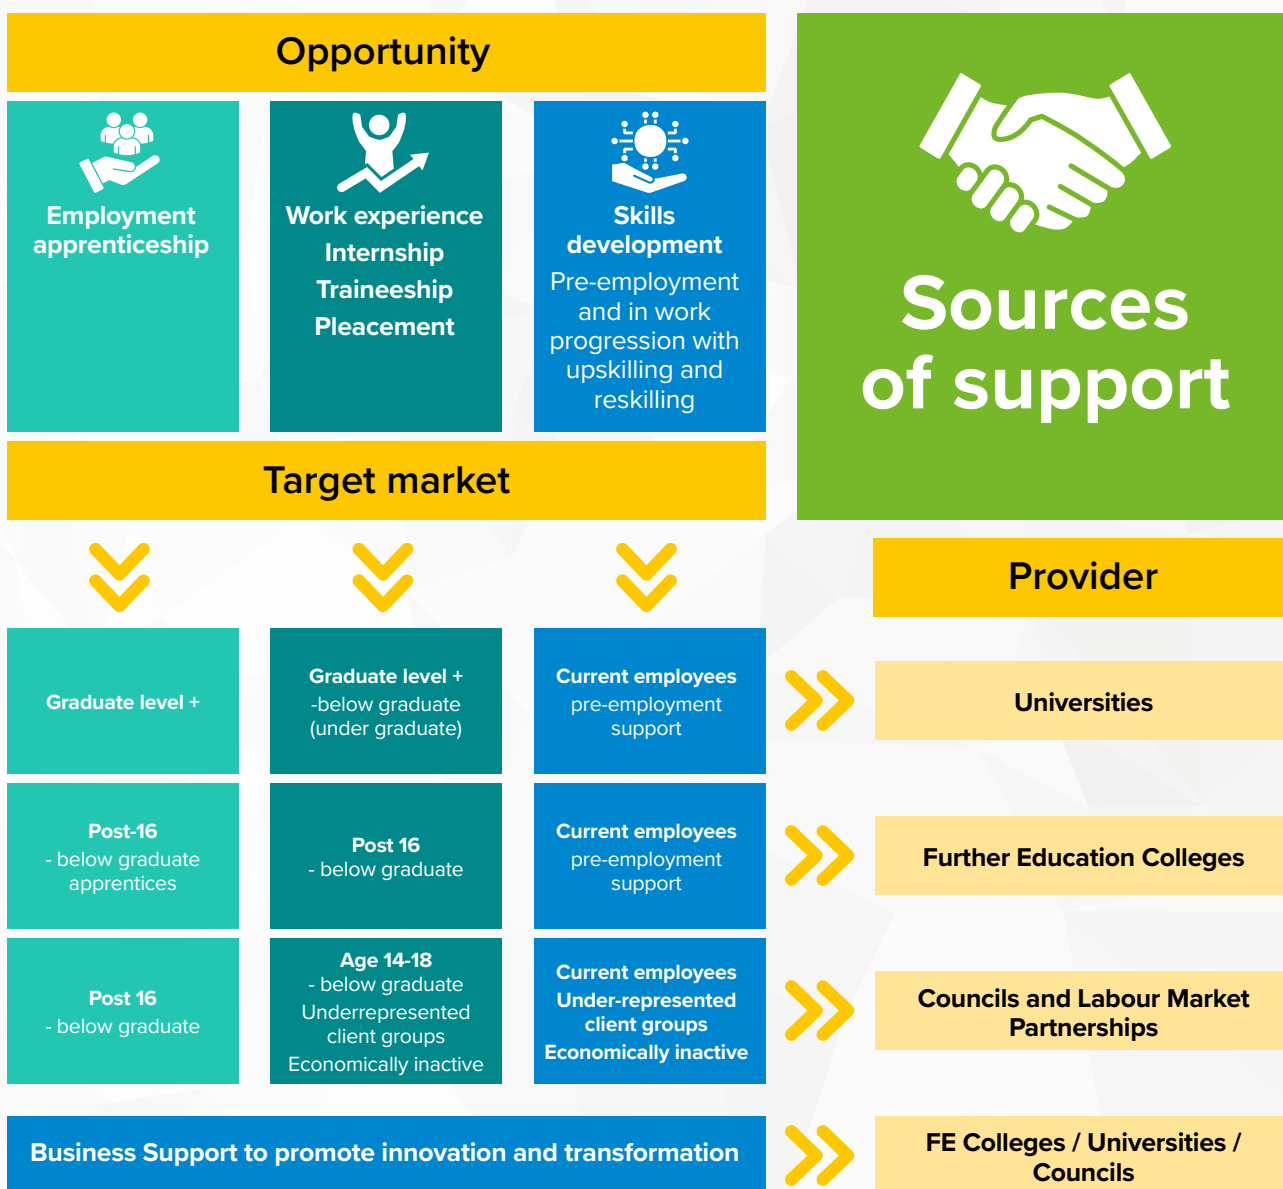 Opportunity
Employment
apprenticeship
Work experience
Internship
Traineeship
Pleacement
Skills
development
Pre-employment
and in work
progression with
upskilling and
reskilling
Sources
of support
Target market
Provider
Graduate level +
Graduate level +
-below graduate
(under graduate)
Current employees
pre-employment
support
Universities
Post-16
- below graduate
apprentices
Post 16
- below graduate
Current employees
pre-employment
support
Further Education Colleges
Post 16
- below graduate
Age 14-18
- below graduate
Underrepresented
client groups
Economically inactive
Current employees
Under-represented
client groups
Economically inactive
Councils and Labour Market
Partnerships
Business Support to promote innovation and transformation
FE Colleges / Universities /
Councils